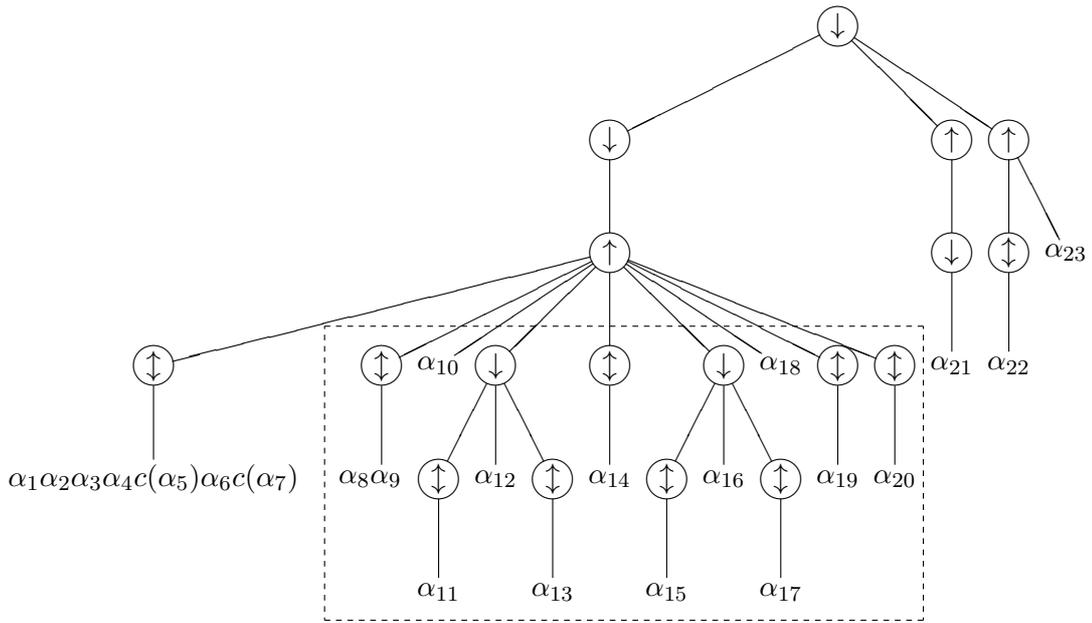 ↓
↓ ↑ ↑
↑ ↓ ↕ α₂₃
↕ ↕ α₁₀ ↓ ↕ ↓ α₁₈ ↕ ↕ α₂₁ α₂₂
α₁α₂α₃α₄c(α₅)α₆c(α₇) α₈α₉ ↕ α₁₂ ↕ α₁₄ ↕ α₁₆ ↕ α₁₉ α₂₀
α₁₁ α₁₃ α₁₅ α₁₇